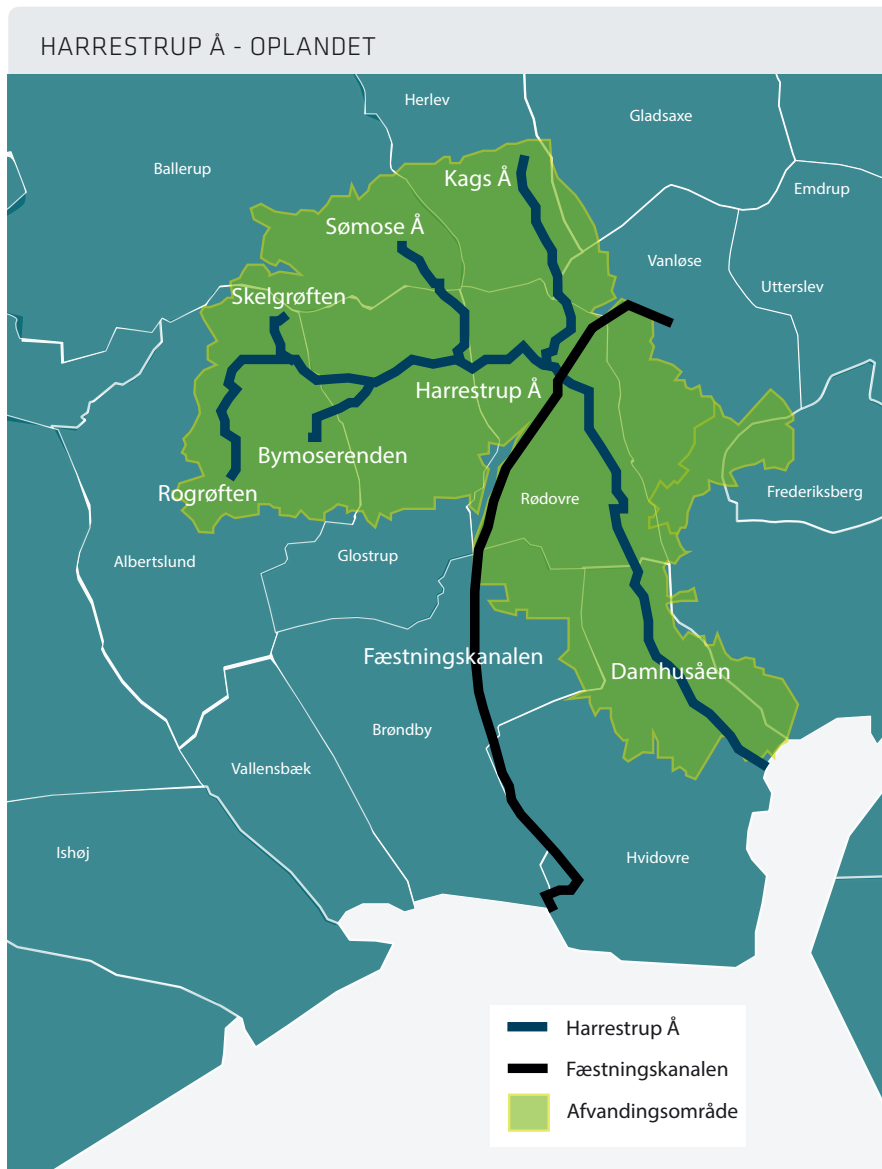 HARRESTRUP Å - OPLANDET
Herlev
Gladsaxe
Ballerup
Kags Å
Emdrup
Sømose Å
Vanløse
Utterslev
Skelgrøften
Harrestrup Å
Bymoserenden
Rogrøften
Rødovre
Frederiksberg
Albertslund
Glostrup
Fæstningskanalen
Damhusåen
Brøndby
Vallensbæk
Ishøj
Hvidovre
Harrestrup Å
Fæstningskanalen
Afvandingsområde